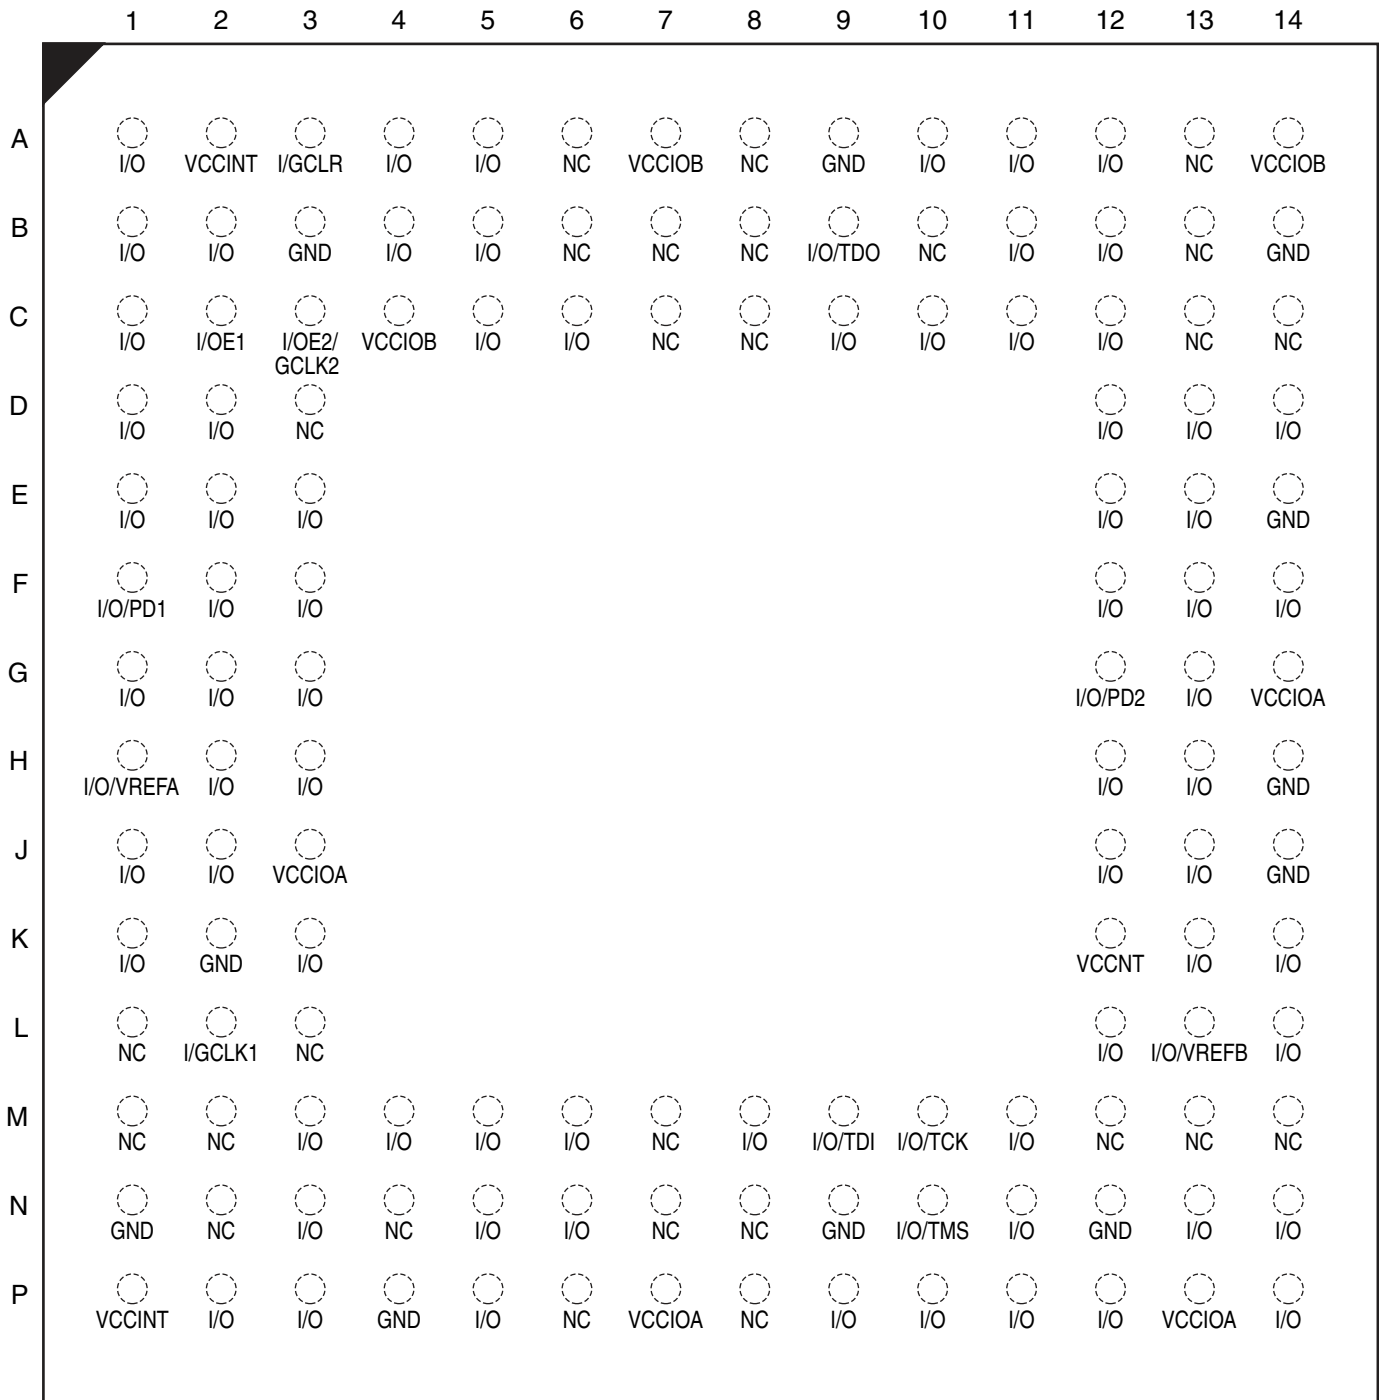 1 2 3 4 5 6 7 8 9 10 11 12 13 14
A
I/O VCCINT I/GCLR I/O I/O NC VCCIOB NC GND I/O I/O I/O NC VCCIOB
B
I/O I/O GND I/O I/O NC NC NC I/O/TDO NC I/O I/O NC GND
C
I/O I/OE1 I/OE2/ VCCIOB I/O I/O NC NC I/O I/O I/O I/O NC NC
GCLK2
D
I/O I/O NC I/O I/O I/O
E
I/O I/O I/O I/O I/O GND
F
I/O/PD1 I/O I/O I/O I/O I/O
G
I/O I/O I/O I/O/PD2 I/O VCCIOA
H
I/O/VREFA I/O I/O I/O I/O GND
J
I/O I/O VCCIOA I/O I/O GND
K
I/O GND I/O VCCNT I/O I/O
L
NC I/GCLK1 NC I/O I/O/VREFB I/O
M
NC NC I/O I/O I/O I/O NC I/O I/O/TDI I/O/TCK I/O NC NC NC
N
GND NC I/O NC I/O I/O NC NC GND I/O/TMS I/O GND I/O I/O
P
VCCINT I/O I/O GND I/O NC VCCIOA NC I/O I/O I/O I/O VCCIOA I/O